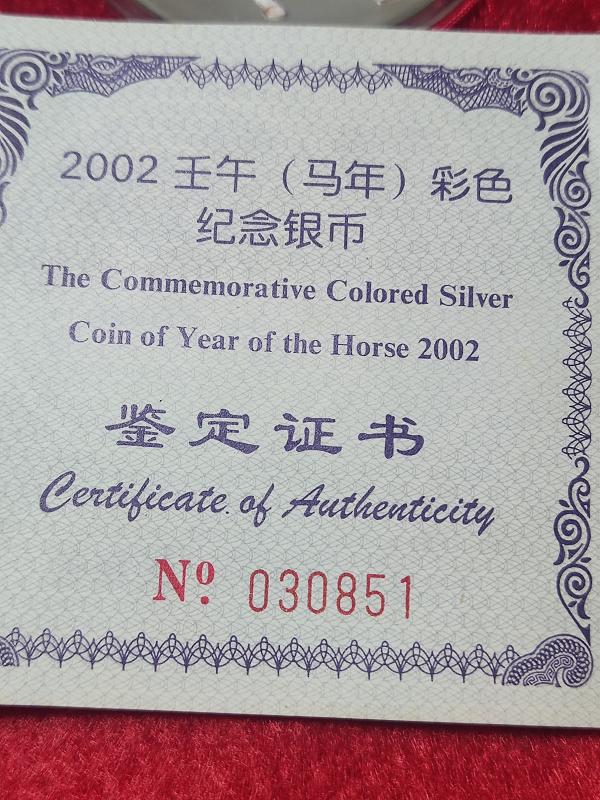 2002 壬午（马年）彩色
纪念银币
The Commemorative Colored Silver
Coin of Year of the Horse 2002
鉴定证书
Certificate of Authenticity
Nº. 030851